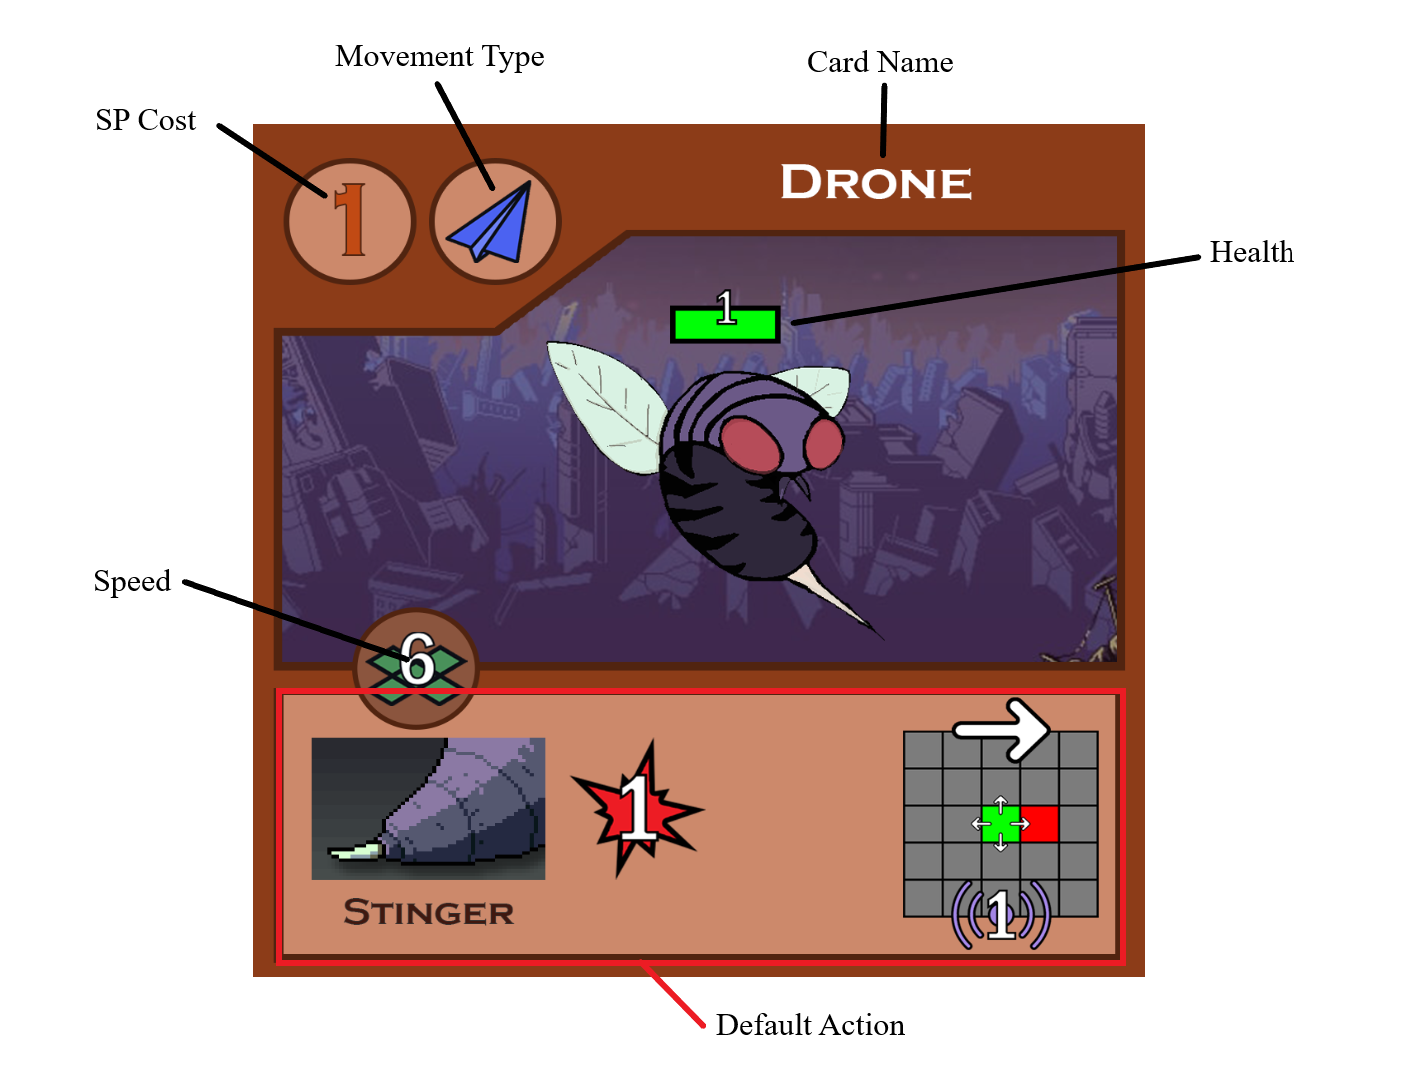 Movement Type
Card Name
SP Cost
1
DRONE
Health
1
Speed
6
1
STINGER
1
Default Action